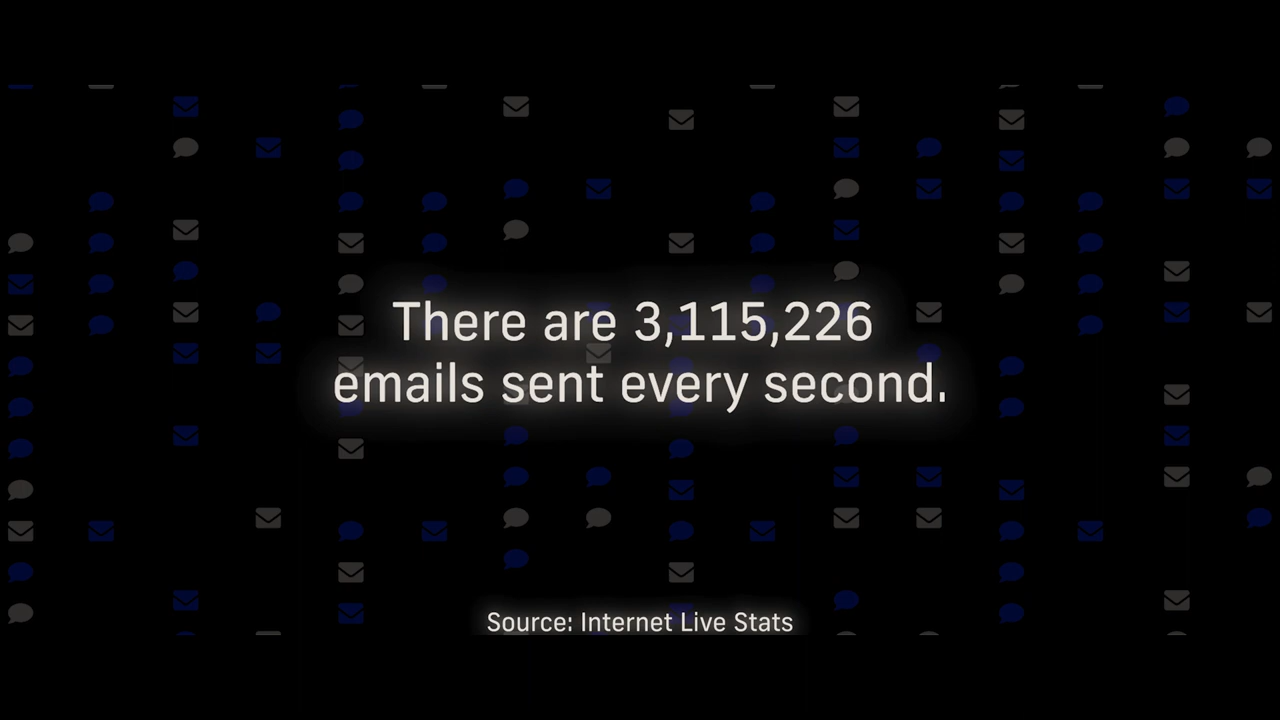 There are 3,115,226
emails sent every second.
Source: Internet Live Stats